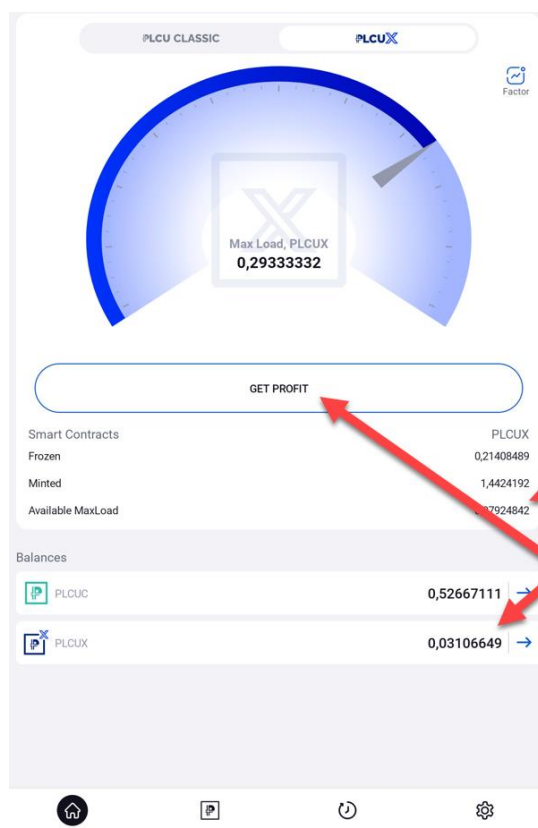 PLCU CLASSIC
PLCUX
Factor
Max Load, PLCUX
0,29333332
GET PROFIT
Smart Contracts PLCUX
Frozen 0,21408489
Minted 1,4424192
Available MaxLoad
Balances
PLCUC 0,52667111
PLCUX 0,03106649